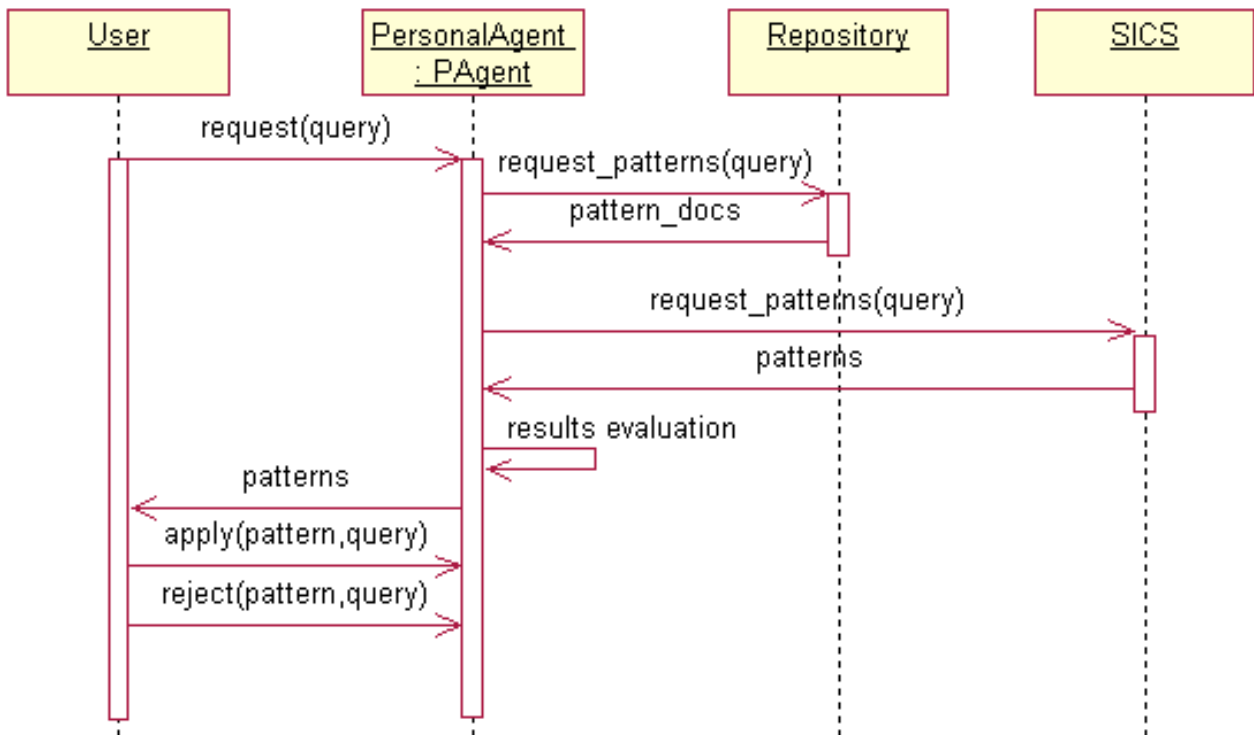 User
PersonalAgent
: PAgent
Repository
SICS
request(query)
request_patterns(query)
pattern_docs
request_patterns(query)
patterns
results evaluation
patterns
apply(pattern,query)
reject(pattern,query)